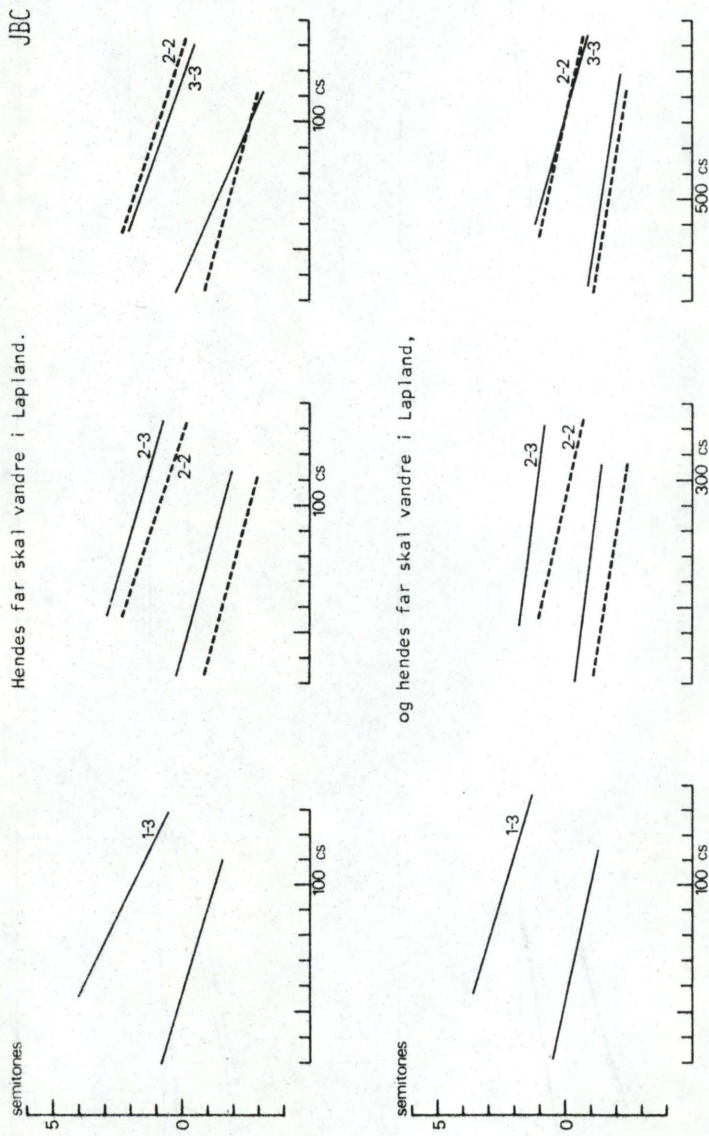 JBC
Hendes far skal vandre i Lapland.
semitones
5
0
1-3
100 cs
2-3
2-2
100 cs
2-2
3-3
100 cs
og hendes far skal vandre i Lapland,
semitones
5
0
1-3
100 cs
2-3
2-2
300 cs
2-2
3-3
500 cs